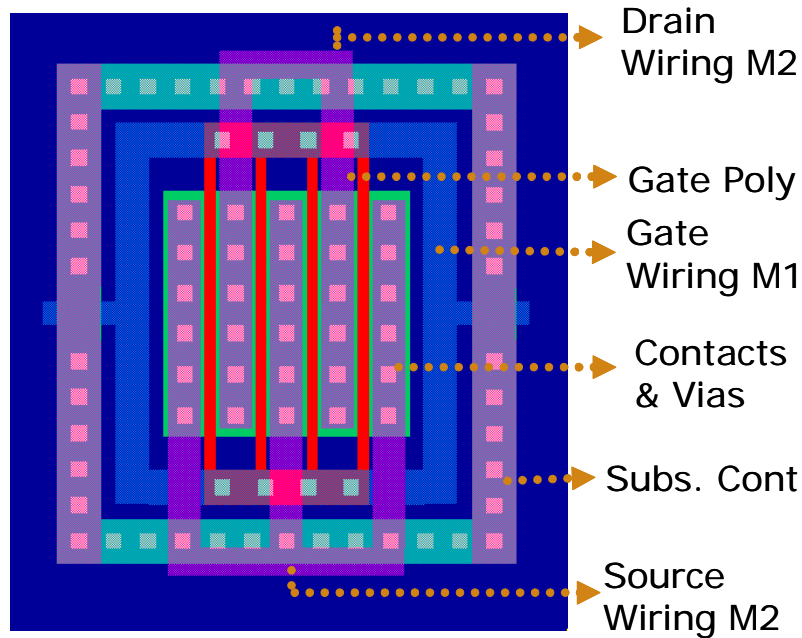 Drain
Wiring M2
Gate Poly
Gate
Wiring M1
Contacts
& Vias
Subs. Cont
Source
Wiring M2